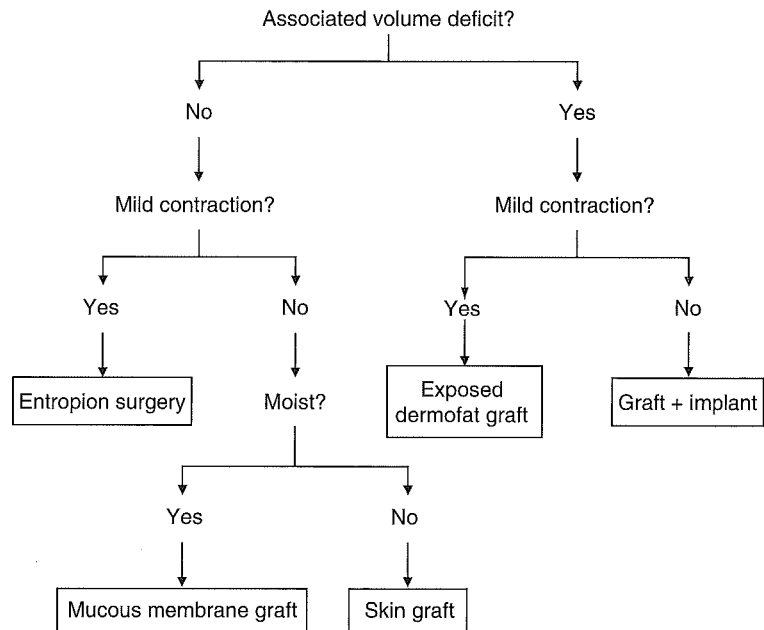 Associated volume deficit?
No
Yes
Mild contraction?
Mild contraction?
Yes
No
Yes
No
Entropion surgery
Moist?
Exposed
dermofat graft
Graft + implant
Yes
No
Mucous membrane graft
Skin graft